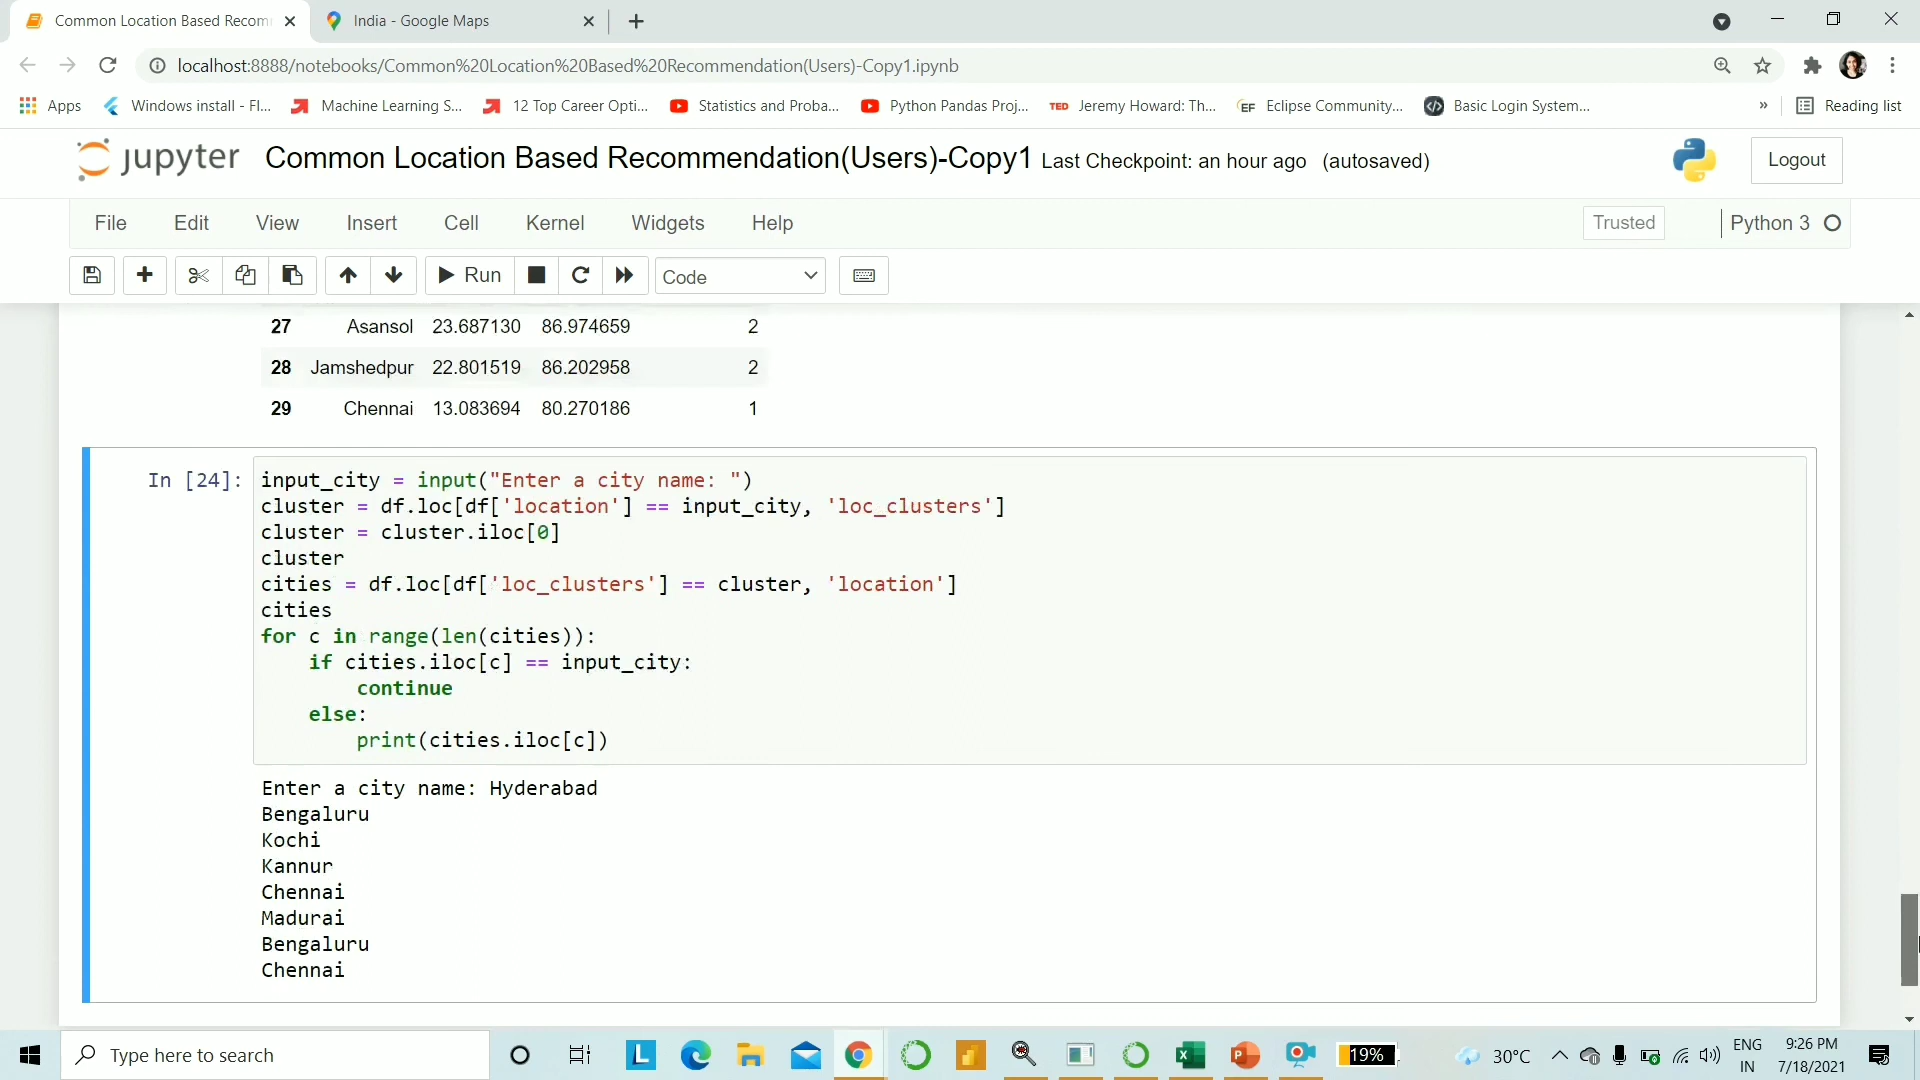 Common Location Based Recom
India - Google Maps
localhost:8888/notebooks/Common%20Location%20Based%20Recommendation(Users)-Copy1.ipynb
Apps
Windows install - Fl...
Machine Learning S...
12 Top Career Opti...
Statistics and Proba...
Python Pandas Proj...
TED Jeremy Howard: Th...
EF Eclipse Community...
Basic Login System...
»
Reading list
jupyter Common Location Based Recommendation(Users)-Copy1 Last Checkpoint: an hour ago (autosaved)
Logout
File Edit View Insert Cell Kernel Widgets Help
Trusted
Python 3
Run
Code
27 Asansol 23.687130 86.974659 2
28 Jamshedpur 22.801519 86.202958 2
29 Chennai 13.083694 80.270186 1
In [24]: input_city = input("Enter a city name: ")
cluster = df.loc[df['location'] == input_city, 'loc_clusters']
cluster = cluster.iloc[0]
cluster
cities = df.loc[df['loc_clusters'] == cluster, 'location']
cities
for c in range(len(cities)):
    if cities.iloc[c] == input_city:
        continue
    else:
        print(cities.iloc[c])
Enter a city name: Hyderabad
Bengaluru
Kochi
Kannur
Chennai
Madurai
Bengaluru
Chennai
Type here to search
L
19%
30°C
ENG
IN
9:26 PM
7/18/2021